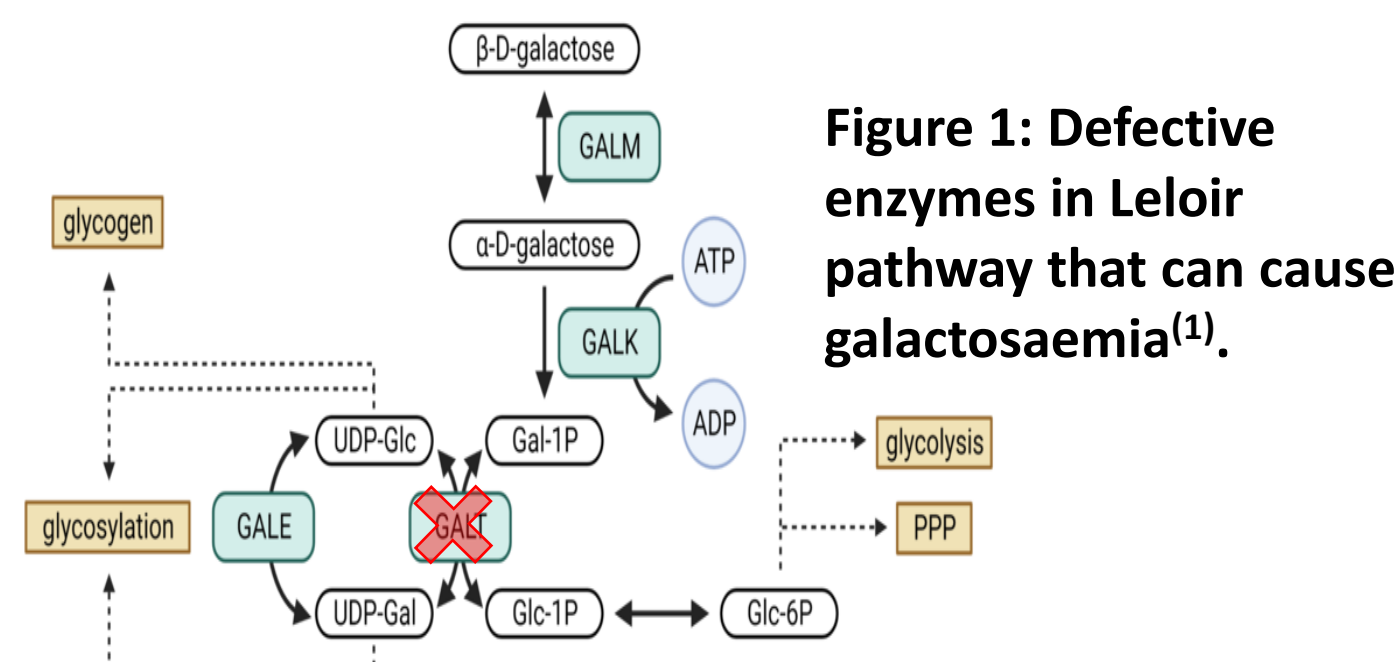 β-D-galactose
GALM
Figure 1: Defective
enzymes in Leloir
pathway that can cause
galactosaemia(1).
glycogen
α-D-galactose
ATP
GALK
ADP
UDP-Glc
Gal-1P
glycolysis
glycosylation
GALE
GALT
PPP
UDP-Gal
Glc-1P
Glc-6P